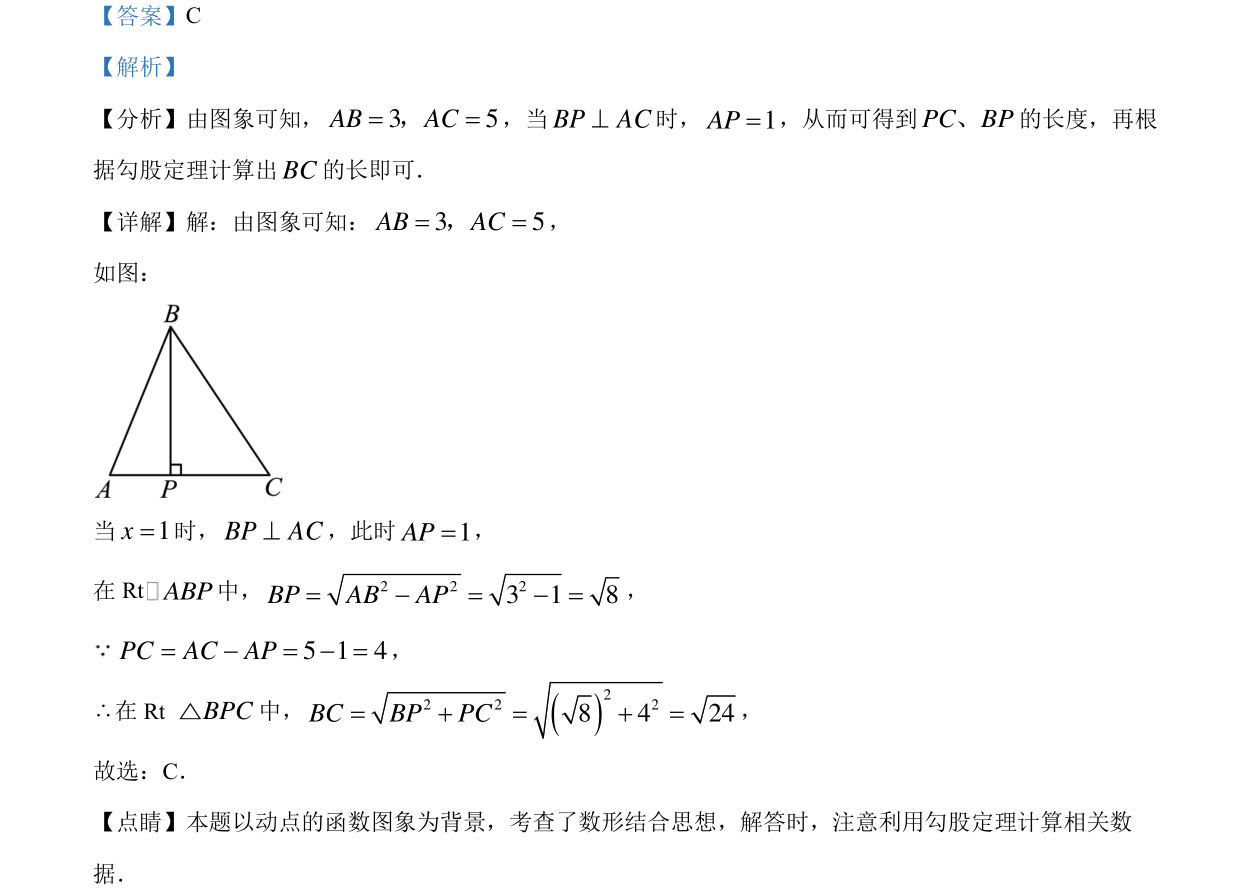 【答案】C
【解析】
【分析】由图象可知，AB = 3，AC = 5，当 BP ⊥ AC 时，AP = 1，从而可得到 PC、BP 的长度，再根
据勾股定理计算出 BC 的长即可．
【详解】解：由图象可知：AB = 3，AC = 5，
如图：
B
A P C
当 x = 1 时，BP ⊥ AC，此时 AP = 1，
在 Rt□ABP 中，BP = √(AB² − AP²) = √(3² − 1) = √8，
∵ PC = AC − AP = 5 − 1 = 4，
∴在 Rt △BPC 中，BC = √(BP² + PC²) = √((√8)² + 4²) = √24，
故选：C．
【点睛】本题以动点的函数图象为背景，考查了数形结合思想，解答时，注意利用勾股定理计算相关数
据．